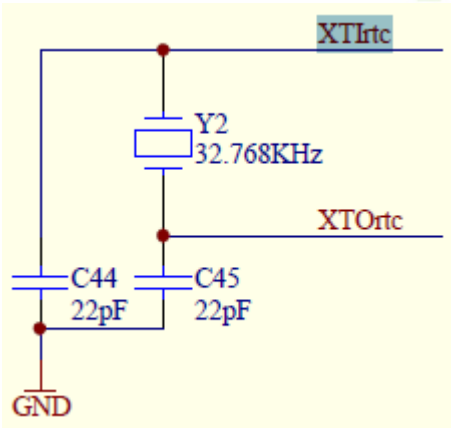 XTIrtc
Y2
32.768KHz
XTOrtc
C44
22pF
C45
22pF
GND